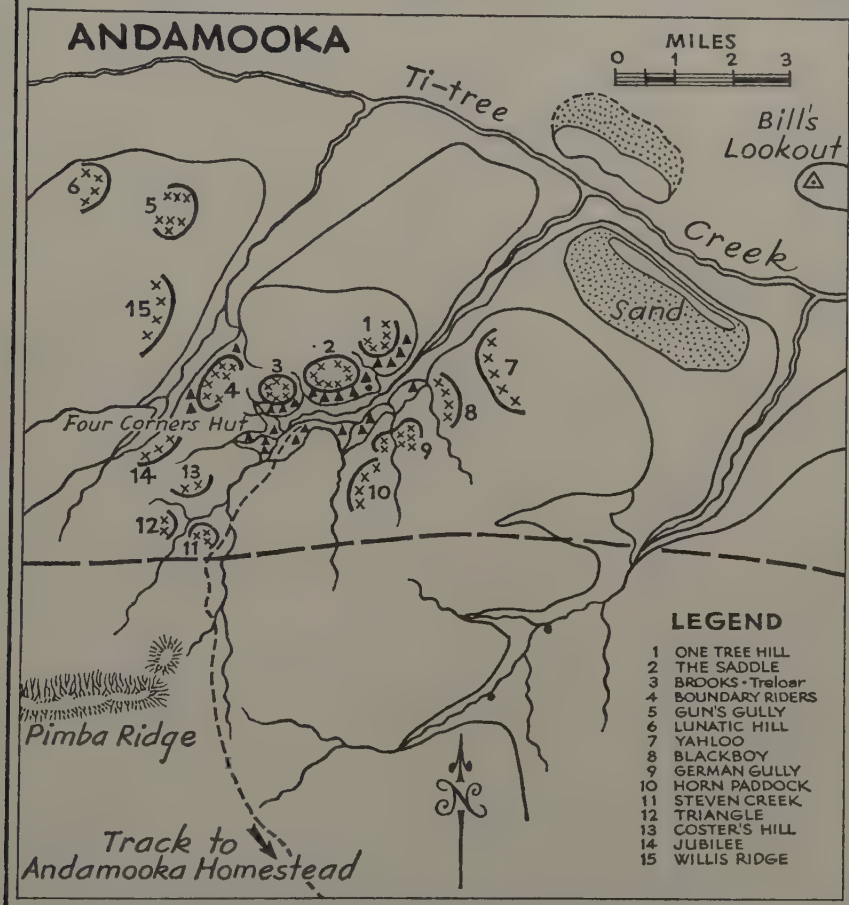 ANDAMOOKA
MILES
0 1 2 3
Ti-tree
Bill's
Lookout
Creek
Sand
6
5
15
1
2
3
4
7
8
Four Corners Hut
9
14
13
10
12
11
Pimba Ridge
Track to
Andamooka Homestead
N
LEGEND
1 ONE TREE HILL
2 THE SADDLE
3 BROOKS·Treloar
4 BOUNDARY RIDERS
5 GUN'S GULLY
6 LUNATIC HILL
7 YAHLOO
8 BLACKBOY
9 GERMAN GULLY
10 HORN PADDOCK
11 STEVEN CREEK
12 TRIANGLE
13 COSTER'S HILL
14 JUBILEE
15 WILLIS RIDGE